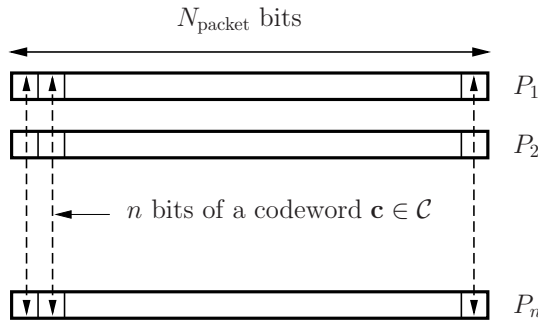 N_packet bits
P_1
P_2
n bits of a codeword c ∈ 𝒞
P_n